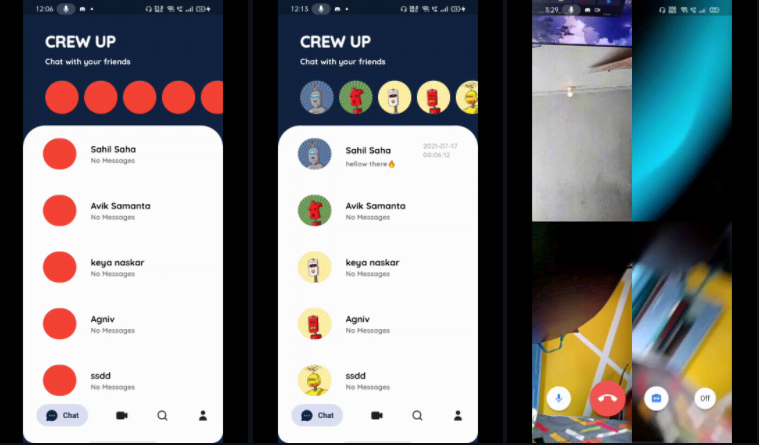 12:06
CREW UP
Chat with your friends
Sahil Saha
No Messages
Avik Samanta
No Messages
keya naskar
No Messages
Agniv
No Messages
ssdd
No Messages
Chat
12:13
CREW UP
Chat with your friends
Sahil Saha
2021-07-17
hellow there🔥
00:06:12
Avik Samanta
No Messages
keya naskar
No Messages
Agniv
No Messages
ssdd
No Messages
Chat
3:29
Off